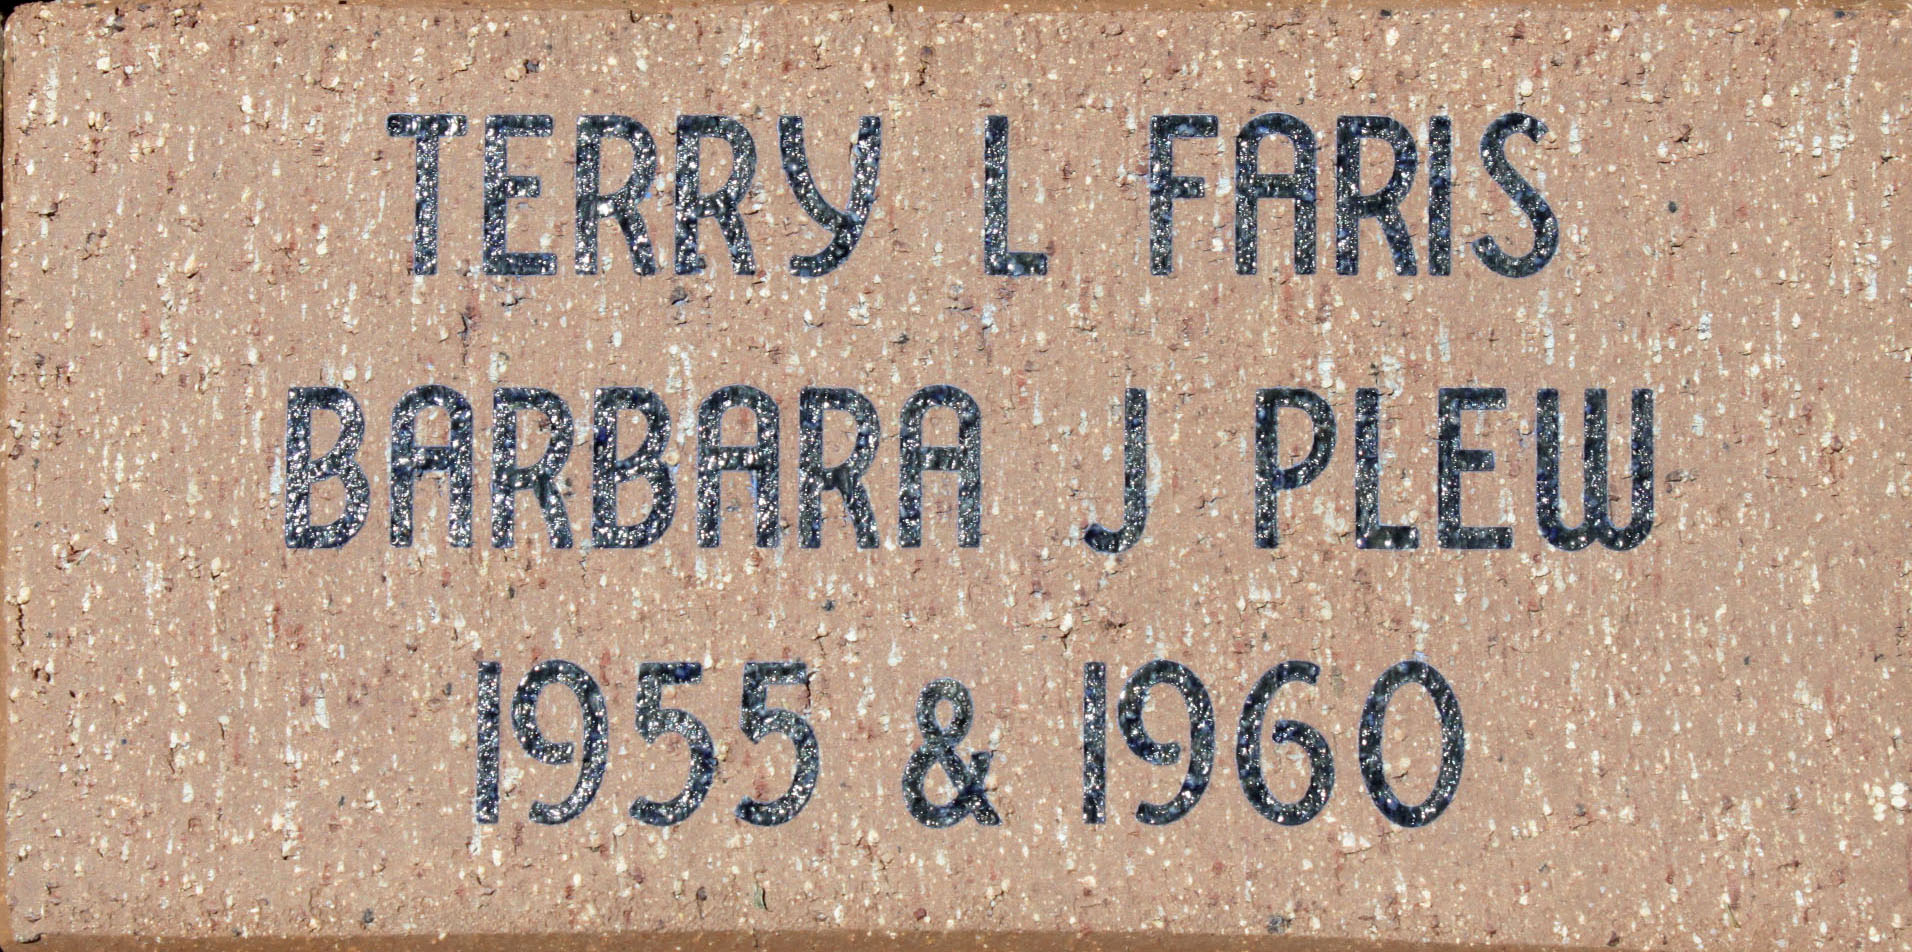 TERRY L FARIS
BARBARA J PLEW
1955 & 1960